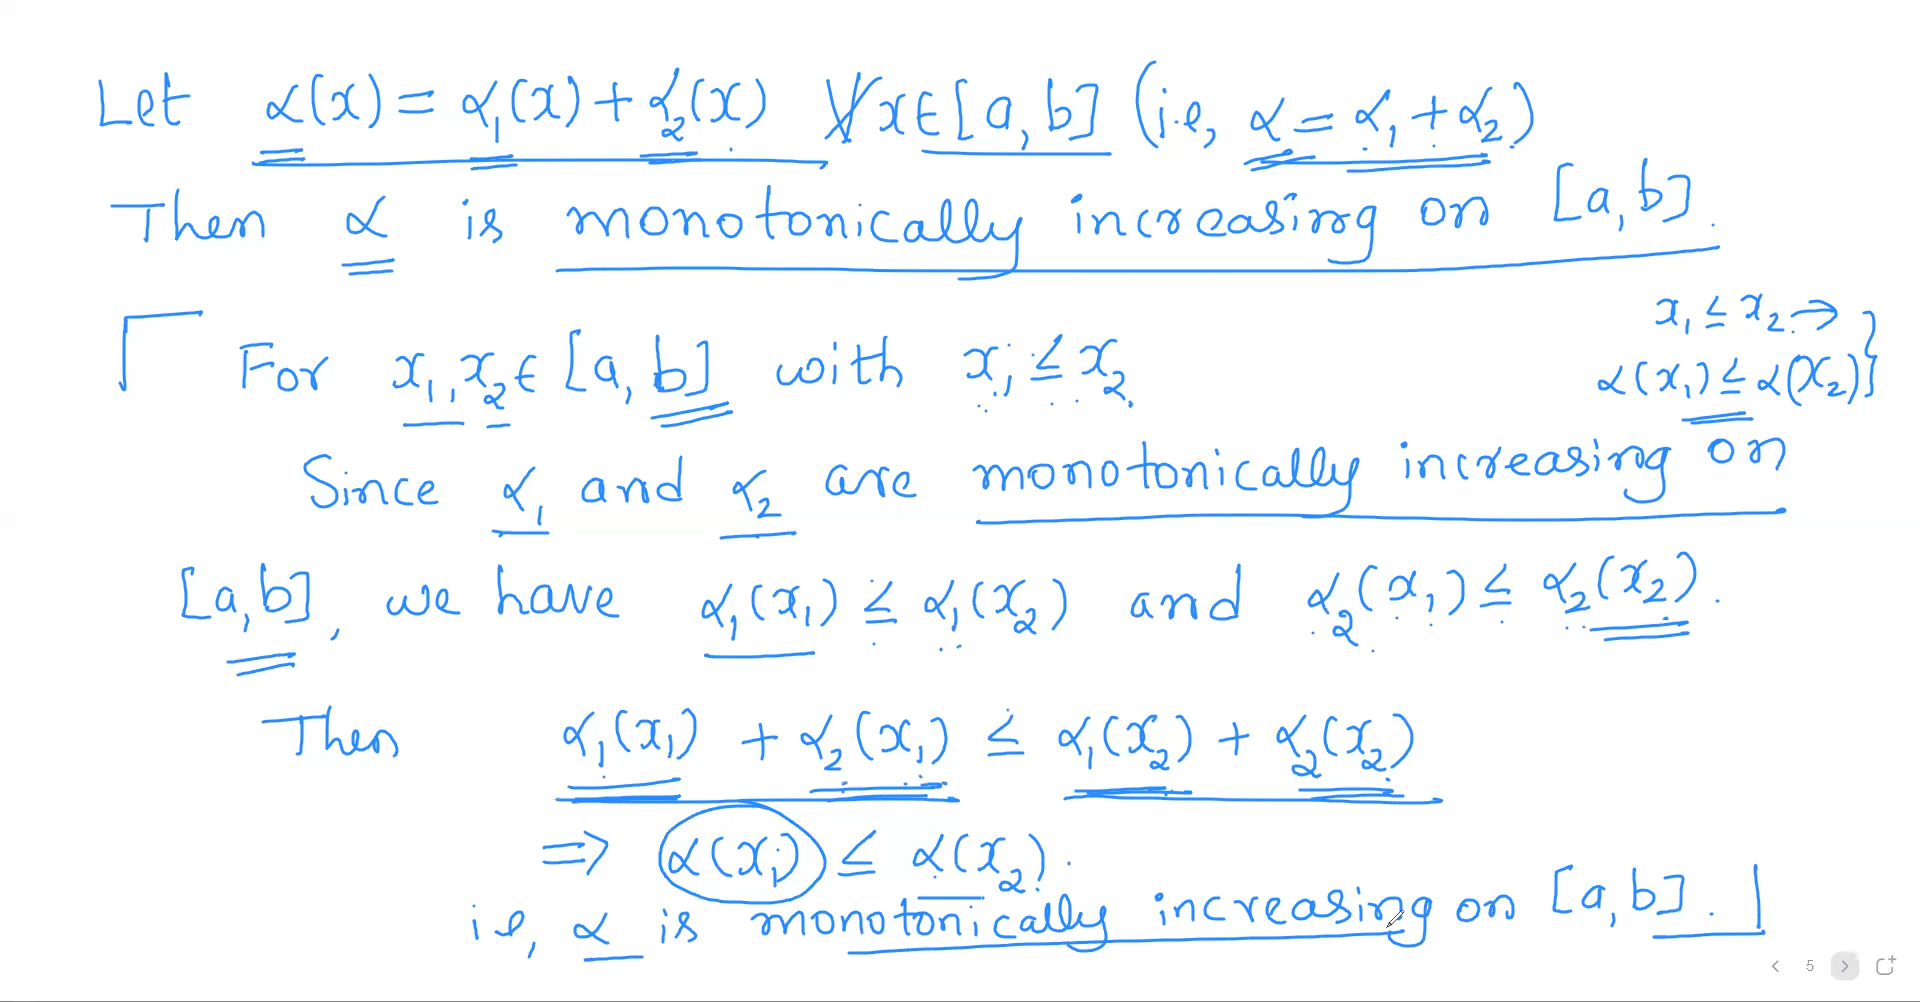 Let α(x) = α₁(x) + α₂(x) ∀x∈[a,b] (i.e, α = α₁ + α₂)
Then α is monotonically increasing on [a,b].
x₁ ≤ x₂ →
For x₁, x₂ ∈ [a,b] with x₁ ≤ x₂
α(x₁) ≤ α(x₂)}
Since α₁ and α₂ are monotonically increasing on
[a,b], we have α₁(x₁) ≤ α₁(x₂) and α₂(x₁) ≤ α₂(x₂).
Then α₁(x₁) + α₂(x₁) ≤ α₁(x₂) + α₂(x₂)
⇒ α(x₁) ≤ α(x₂).
i.e, α is monotonically increasing on [a,b].
5